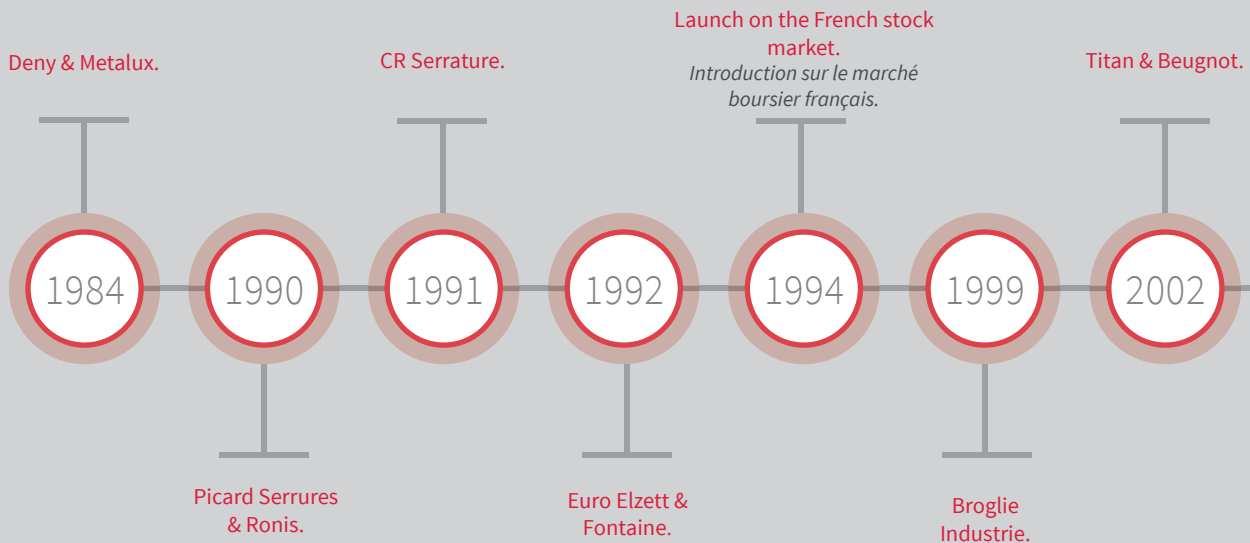 Deny & Metalux.
CR Serrature.
Launch on the French stock
market.
Introduction sur le marché
boursier français.
Titan & Beugnot.
1984
1990
1991
1992
1994
1999
2002
Picard Serrures
& Ronis.
Euro Elzett &
Fontaine.
Broglie
Industrie.